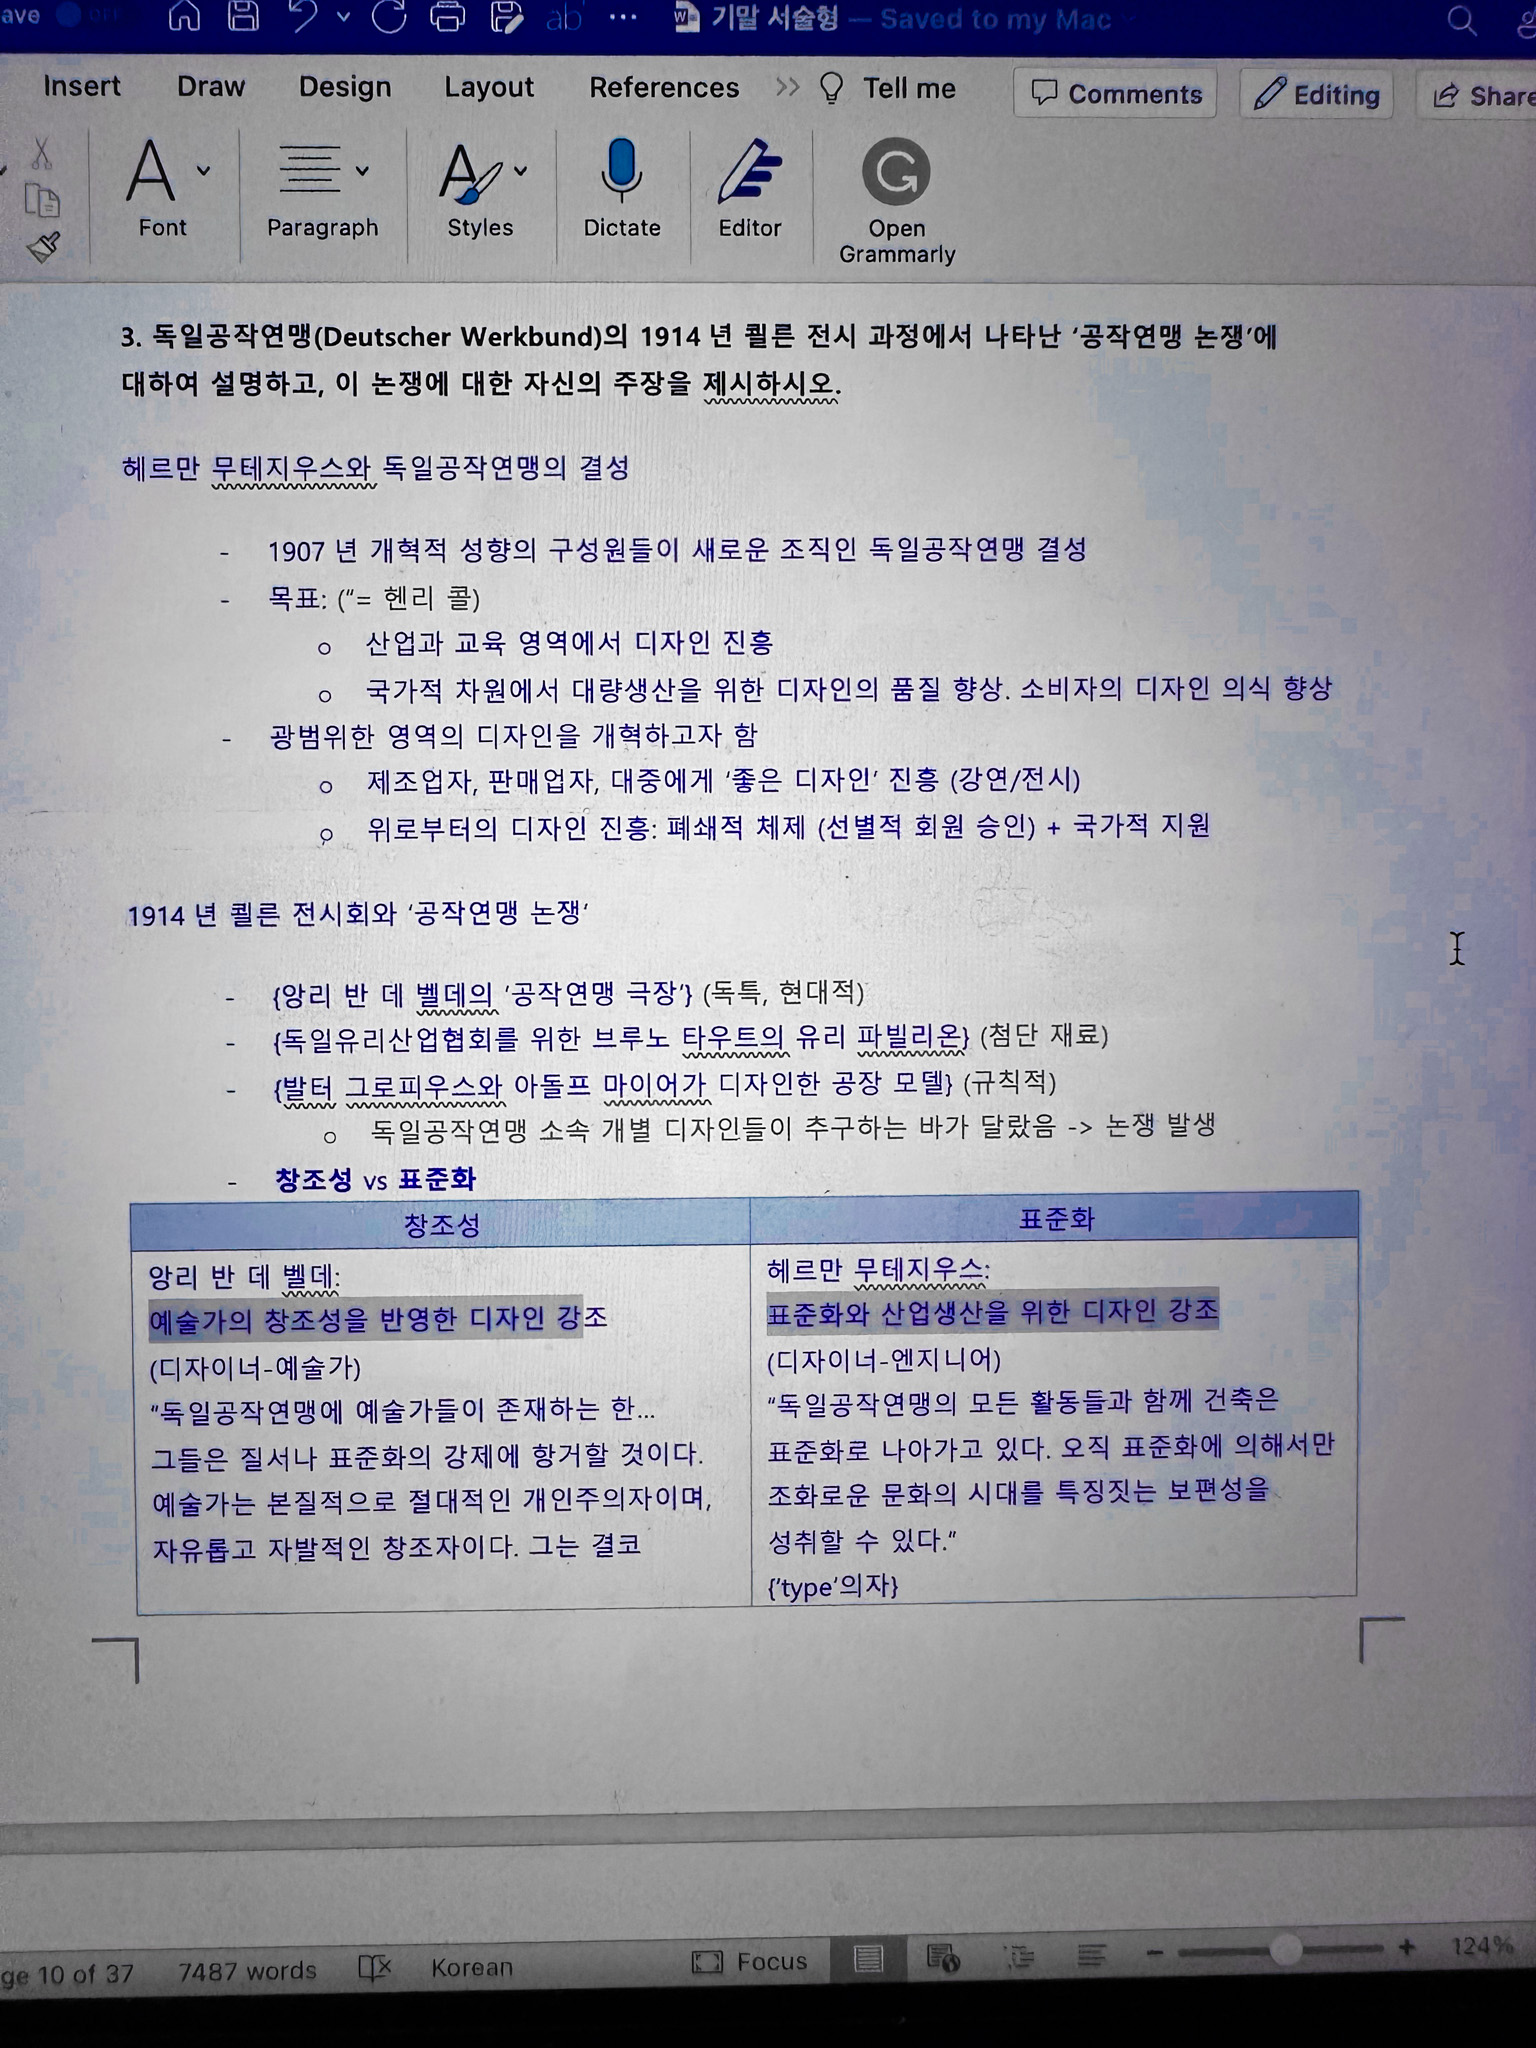 ave
기말 서술형 — Saved to my Mac
Insert Draw Design Layout References >> Tell me Comments Editing Share
Font Paragraph Styles Dictate Editor Open
Grammarly
3. 독일공작연맹(Deutscher Werkbund)의 1914 년 쾰른 전시 과정에서 나타난 ‘공작연맹 논쟁’에
대하여 설명하고, 이 논쟁에 대한 자신의 주장을 제시하시오.
헤르만 무테지우스와 독일공작연맹의 결성
- 1907 년 개혁적 성향의 구성원들이 새로운 조직인 독일공작연맹 결성
- 목표: (“= 헨리 콜)
o 산업과 교육 영역에서 디자인 진흥
o 국가적 차원에서 대량생산을 위한 디자인의 품질 향상. 소비자의 디자인 의식 향상
- 광범위한 영역의 디자인을 개혁하고자 함
o 제조업자, 판매업자, 대중에게 ‘좋은 디자인’ 진흥 (강연/전시)
o 위로부터의 디자인 진흥: 폐쇄적 체제 (선별적 회원 승인) + 국가적 지원
1914 년 쾰른 전시회와 ‘공작연맹 논쟁’
- {앙리 반 데 벨데의 ‘공작연맹 극장’} (독특, 현대적)
- {독일유리산업협회를 위한 브루노 타우트의 유리 파빌리온} (첨단 재료)
- {발터 그로피우스와 아돌프 마이어가 디자인한 공장 모델} (규칙적)
o 독일공작연맹 소속 개별 디자인들이 추구하는 바가 달랐음 -> 논쟁 발생
- 창조성 vs 표준화
창조성
앙리 반 데 벨데:
예술가의 창조성을 반영한 디자인 강조
(디자이너-예술가)
“독일공작연맹에 예술가들이 존재하는 한...
그들은 질서나 표준화의 강제에 항거할 것이다.
예술가는 본질적으로 절대적인 개인주의자이며,
자유롭고 자발적인 창조자이다. 그는 결코
표준화
헤르만 무테지우스:
표준화와 산업생산을 위한 디자인 강조
(디자이너-엔지니어)
“독일공작연맹의 모든 활동들과 함께 건축은
표준화로 나아가고 있다. 오직 표준화에 의해서만
조화로운 문화의 시대를 특징짓는 보편성을
성취할 수 있다.”
{‘type’의자}
ge 10 of 37 7487 words Korean Focus 124%